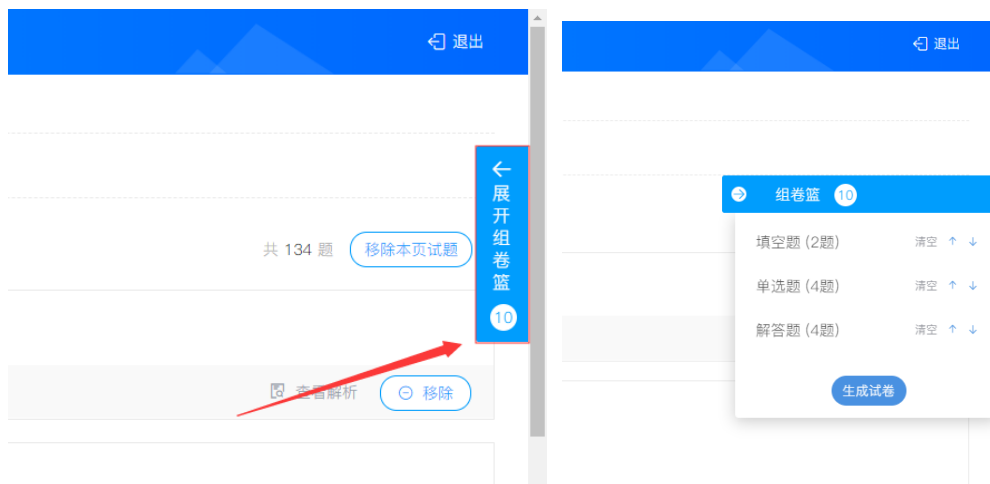 退出
展开组卷篮
10
共 134 题 移除本页试题
查看解析 移除
退出
组卷篮 10
填空题 (2题) 清空
单选题 (4题) 清空
解答题 (4题) 清空
生成试卷